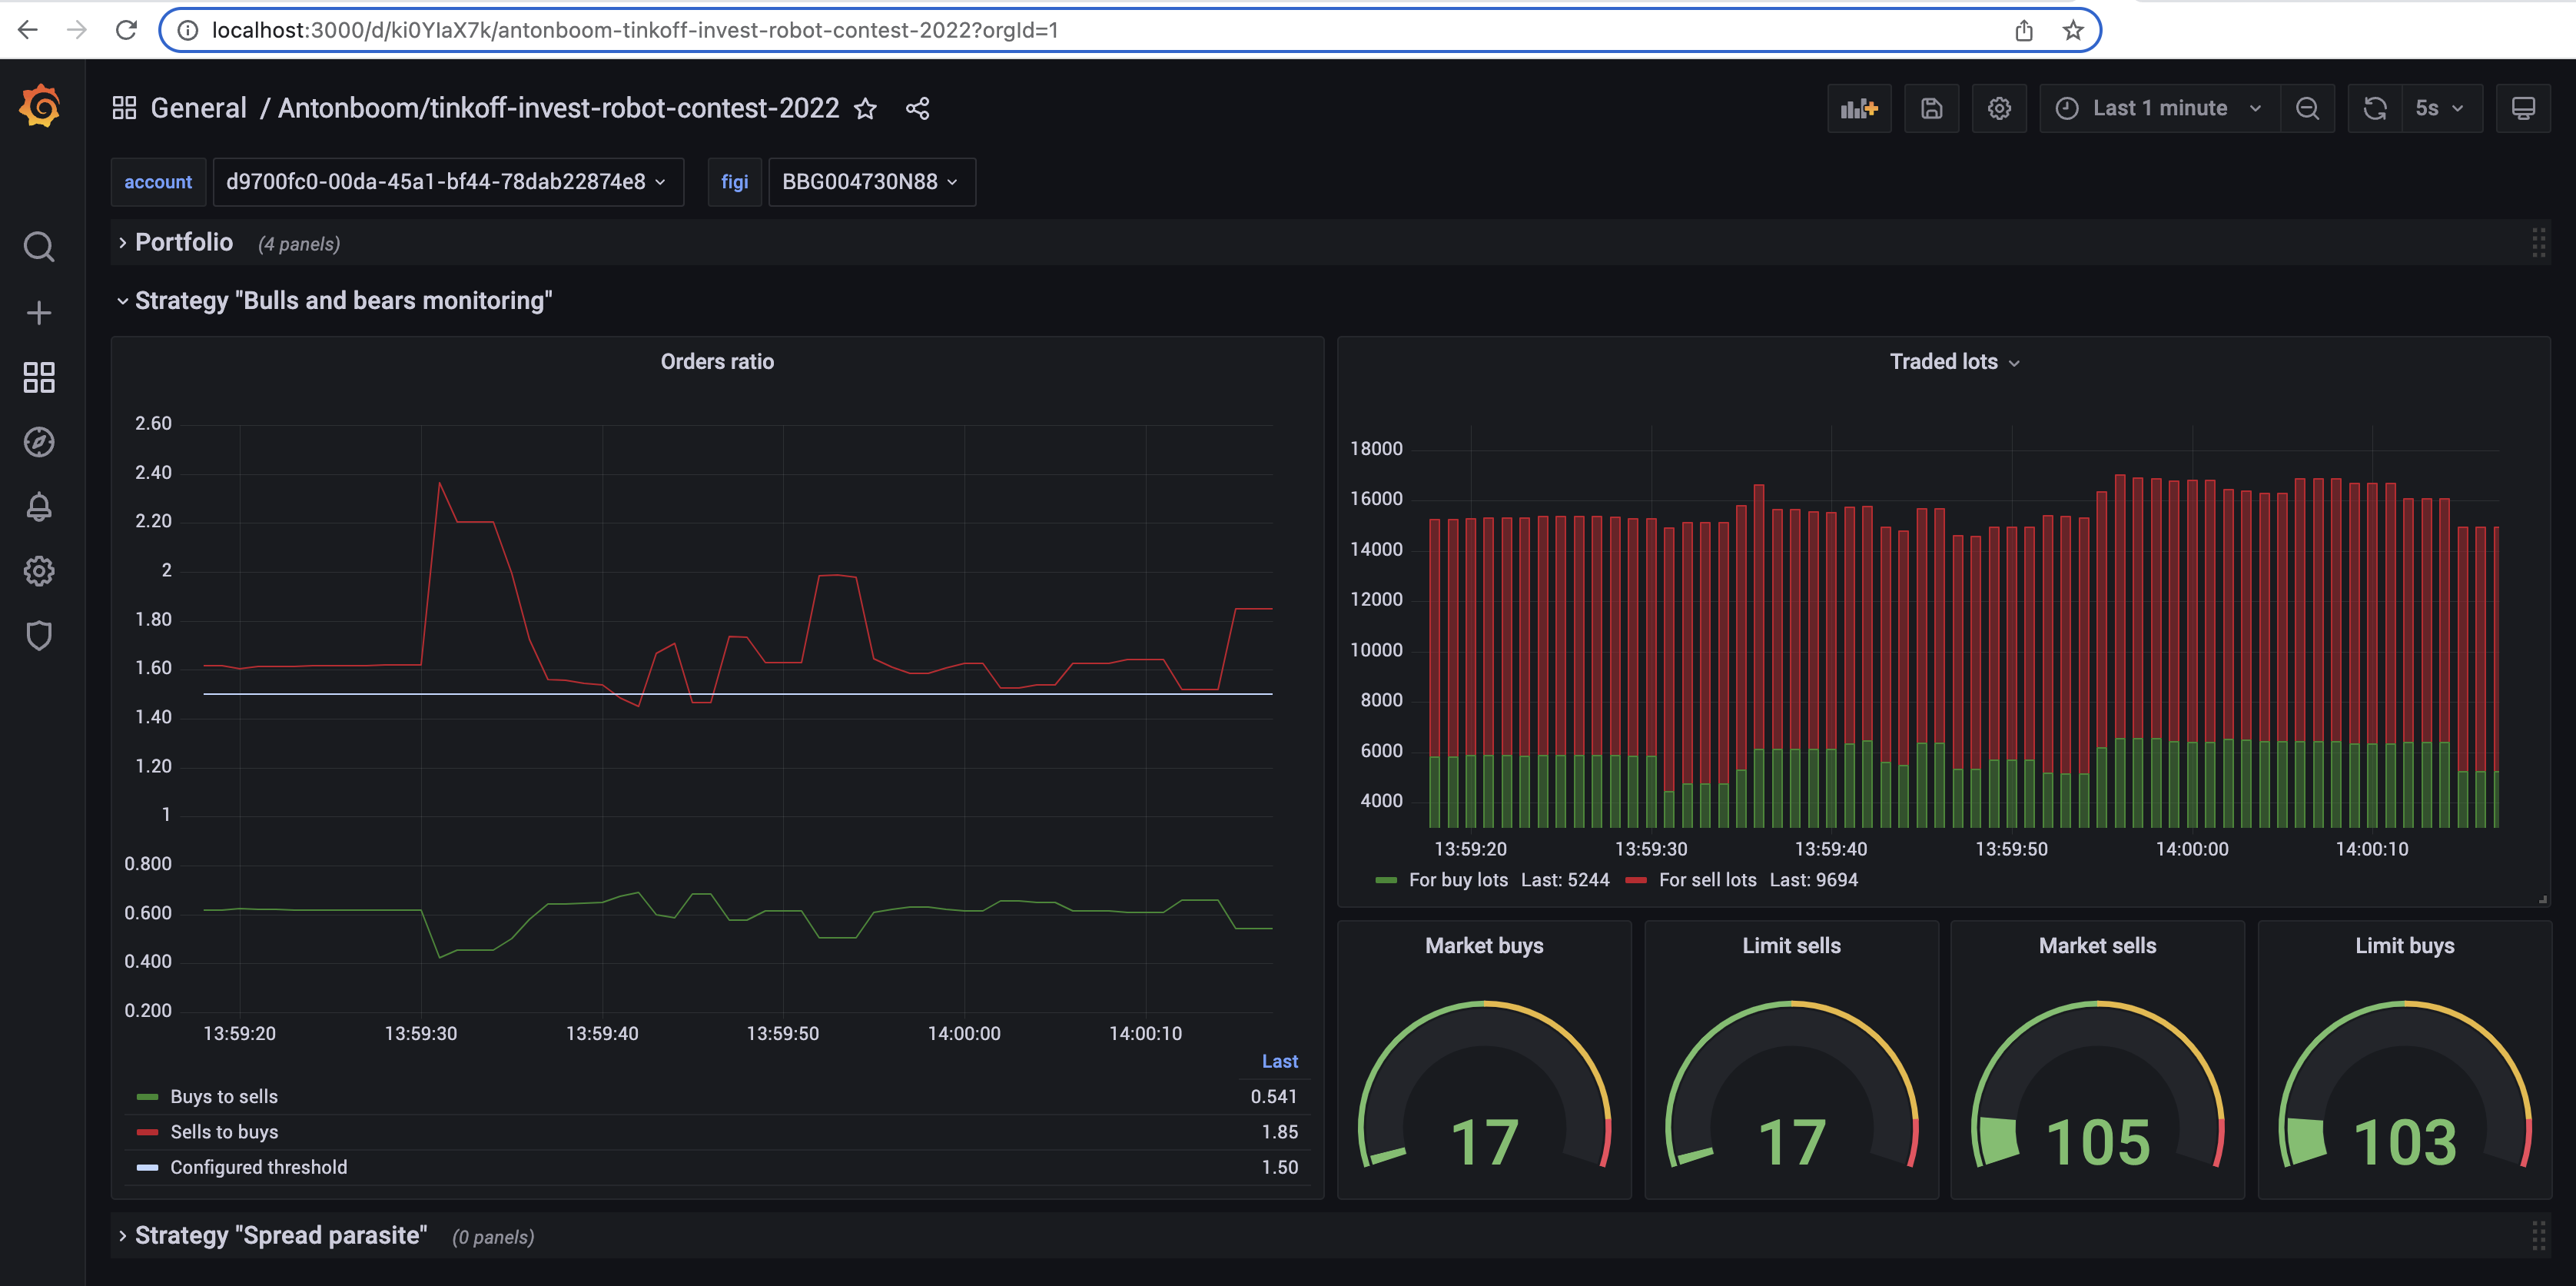 localhost:3000/d/ki0YIaX7k/antonboom-tinkoff-invest-robot-contest-2022?orgId=1
General / Antonboom/tinkoff-invest-robot-contest-2022
Last 1 minute
5s
account d9700fc0-00da-45a1-bf44-78dab22874e8 figi BBG004730N88
Portfolio (4 panels)
Strategy "Bulls and bears monitoring"
Orders ratio
2.60
2.40
2.20
2
1.80
1.60
1.40
1.20
1
0.800
0.600
0.400
0.200
13:59:20 13:59:30 13:59:40 13:59:50 14:00:00 14:00:10
Last
Buys to sells 0.541
Sells to buys 1.85
Configured threshold 1.50
Traded lots
18000
16000
14000
12000
10000
8000
6000
4000
13:59:20 13:59:30 13:59:40 13:59:50 14:00:00 14:00:10
For buy lots Last: 5244 For sell lots Last: 9694
Market buys
17
Limit sells
17
Market sells
105
Limit buys
103
Strategy "Spread parasite" (0 panels)